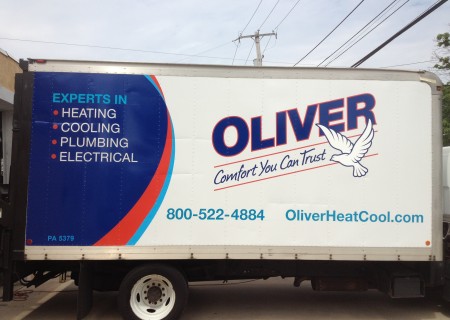 EXPERTS IN
• HEATING
• COOLING
• PLUMBING
• ELECTRICAL
PA 5379
OLIVER
Comfort You Can Trust
800-522-4884 OliverHeatCool.com